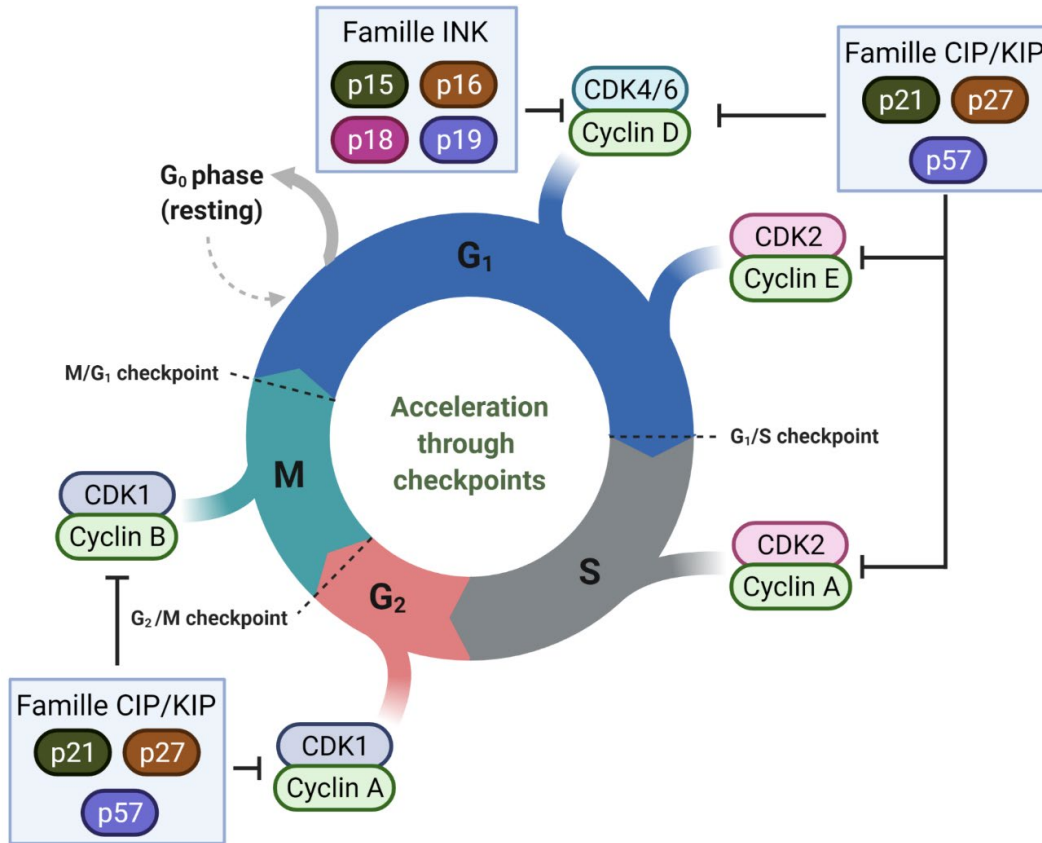 Famille INK
p15 p16
p18 p19
CDK4/6
Cyclin D
Famille CIP/KIP
p21 p27
p57
G₀ phase
(resting)
G₁
CDK2
Cyclin E
M/G₁ checkpoint
Acceleration
through
checkpoints
G₁/S checkpoint
M
CDK1
Cyclin B
S
CDK2
Cyclin A
G₂
G₂/M checkpoint
Famille CIP/KIP
p21 p27
p57
CDK1
Cyclin A